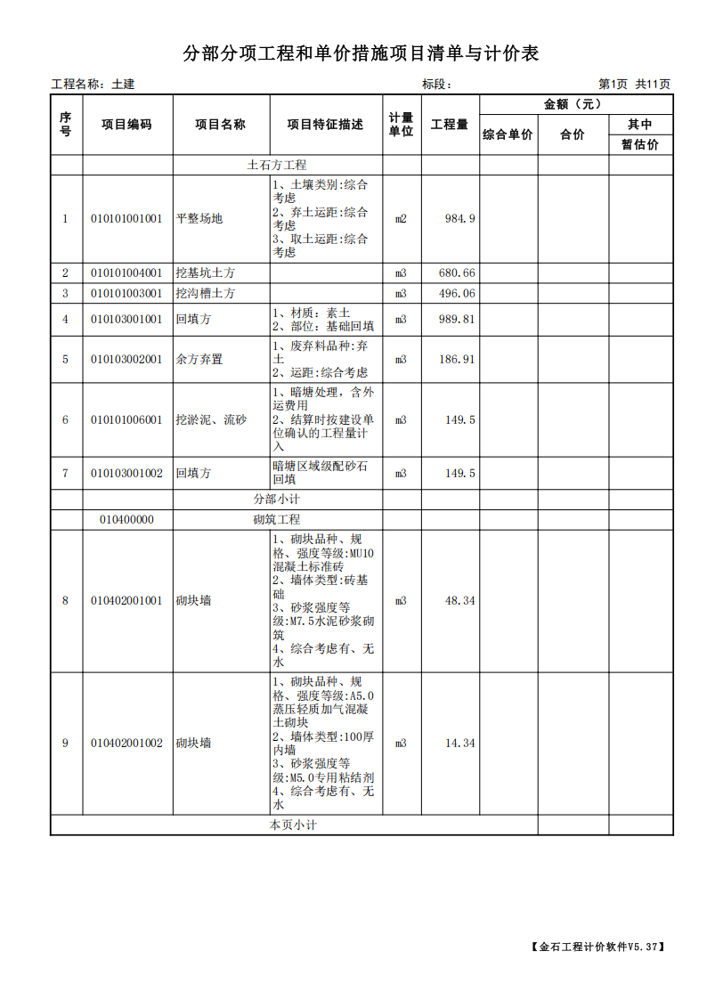 分部分项工程和单价措施项目清单与计价表
工程名称：土建 标段： 第1页 共11页
序号 项目编码 项目名称 项目特征描述 计量单位 工程量 金额（元）
综合单价 合价 其中
暂估价
土石方工程
1 010101001001 平整场地 1、土壤类别:综合
考虑
2、弃土运距:综合
考虑
3、取土运距:综合
考虑 m2 984.9
2 010101004001 挖基坑土方 m3 680.66
3 010101003001 挖沟槽土方 m3 496.06
4 010103001001 回填方 1、材质：素土
2、部位：基础回填 m3 989.81
5 010103002001 余方弃置 1、废弃料品种:弃
土
2、运距:综合考虑 m3 186.91
6 010101006001 挖淤泥、流砂 1、暗塘处理，含外
运费用
2、结算时按建设单
位确认的工程量计
入 m3 149.5
7 010103001002 回填方 暗塘区域级配砂石
回填 m3 149.5
分部小计
010400000 砌筑工程
8 010402001001 砌块墙 1、砌块品种、规
格、强度等级:MU10
混凝土标准砖
2、墙体类型:砖基
础
3、砂浆强度等
级:M7.5水泥砂浆砌
筑
4、综合考虑有、无
水 m3 48.34
9 010402001002 砌块墙 1、砌块品种、规
格、强度等级:A5.0
蒸压轻质加气混凝
土砌块
2、墙体类型:100厚
内墙
3、砂浆强度等
级:M5.0专用粘结剂
4、综合考虑有、无
水 m3 14.34
本页小计
【金石工程计价软件V5.37】